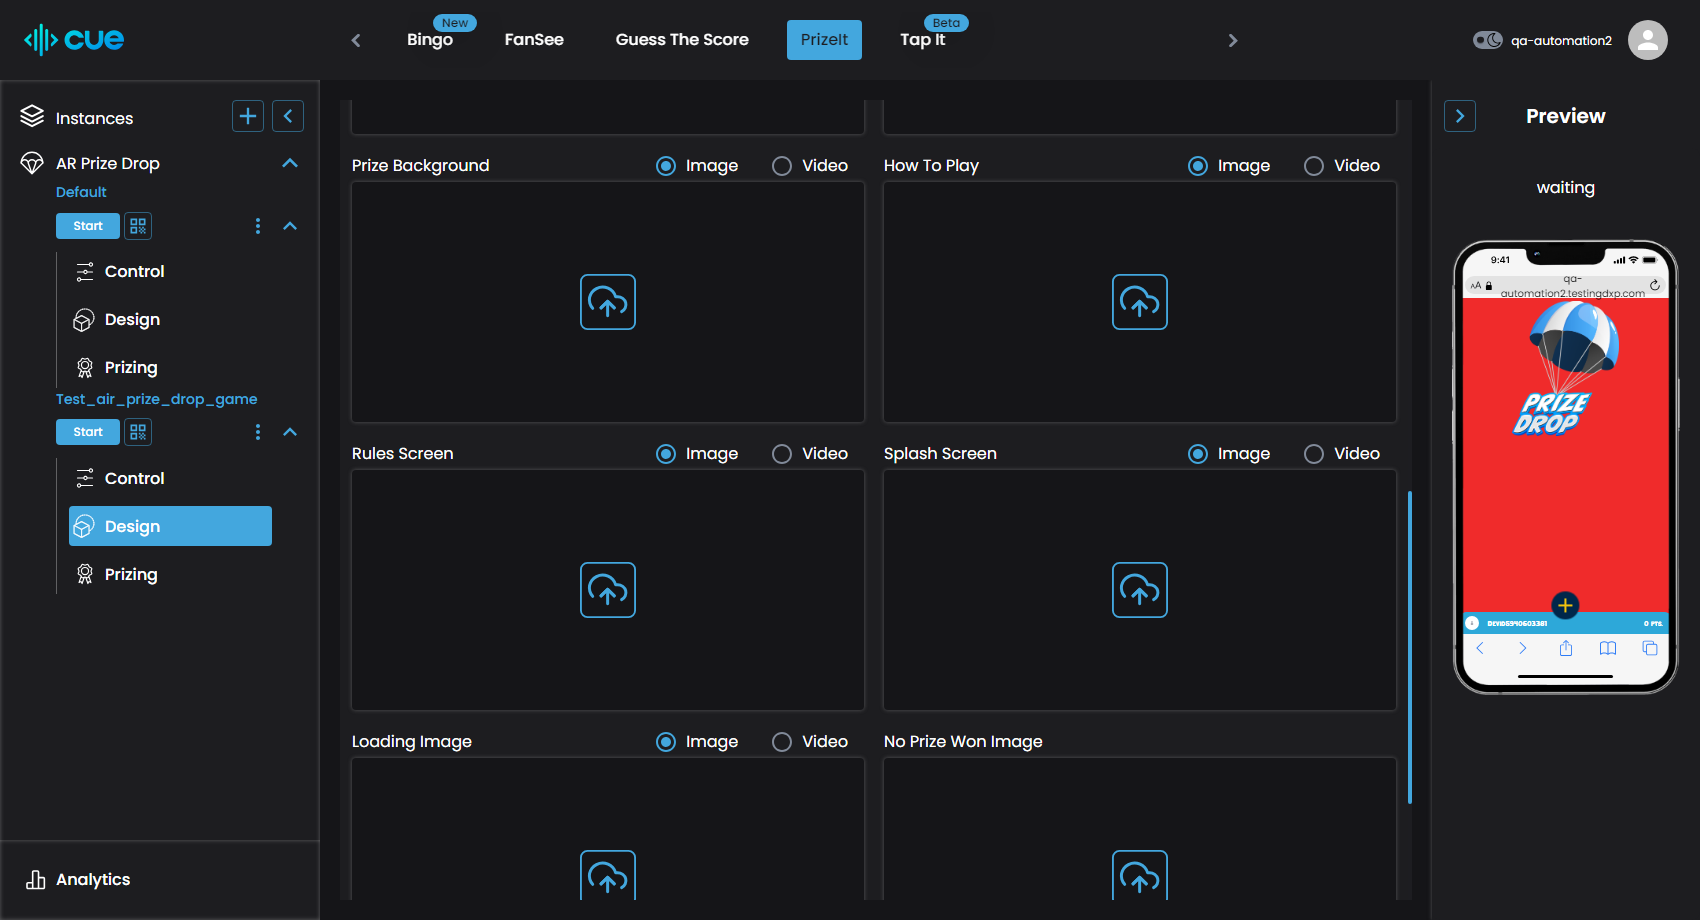 cue
New
Beta
Bingo
FanSee
Guess The Score
PrizeIt
Tap It
qa-automation2
Instances
AR Prize Drop
Default
Start
Control
Design
Prizing
Test_air_prize_drop_game
Start
Control
Design
Prizing
Analytics
Prize Background
Image
Video
How To Play
Image
Video
Rules Screen
Image
Video
Splash Screen
Image
Video
Loading Image
Image
Video
No Prize Won Image
Preview
waiting
9:41
AA
qa-
automation2.testingdxp.com
PRIZE
DROP
0 PTS.